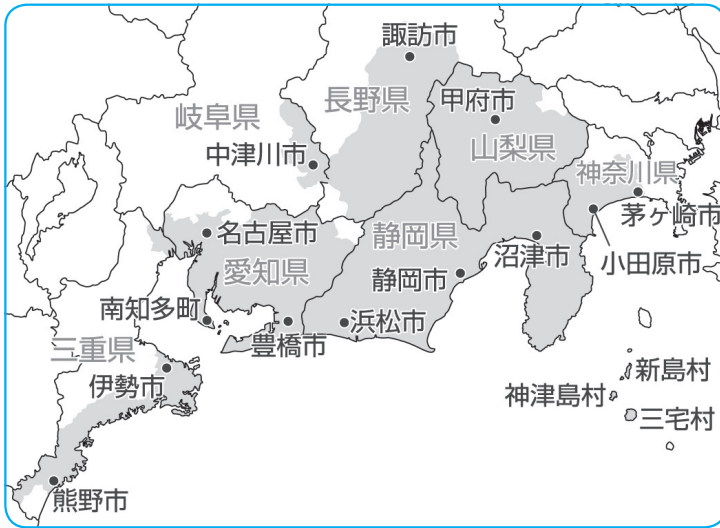 諏訪市
長野県
甲府市
山梨県
岐阜県
中津川市
神奈川県
茅ヶ崎市
小田原市
名古屋市
愛知県
静岡県
静岡市
沼津市
南知多町
豊橋市
浜松市
三重県
伊勢市
新島村
神津島村
三宅村
熊野市